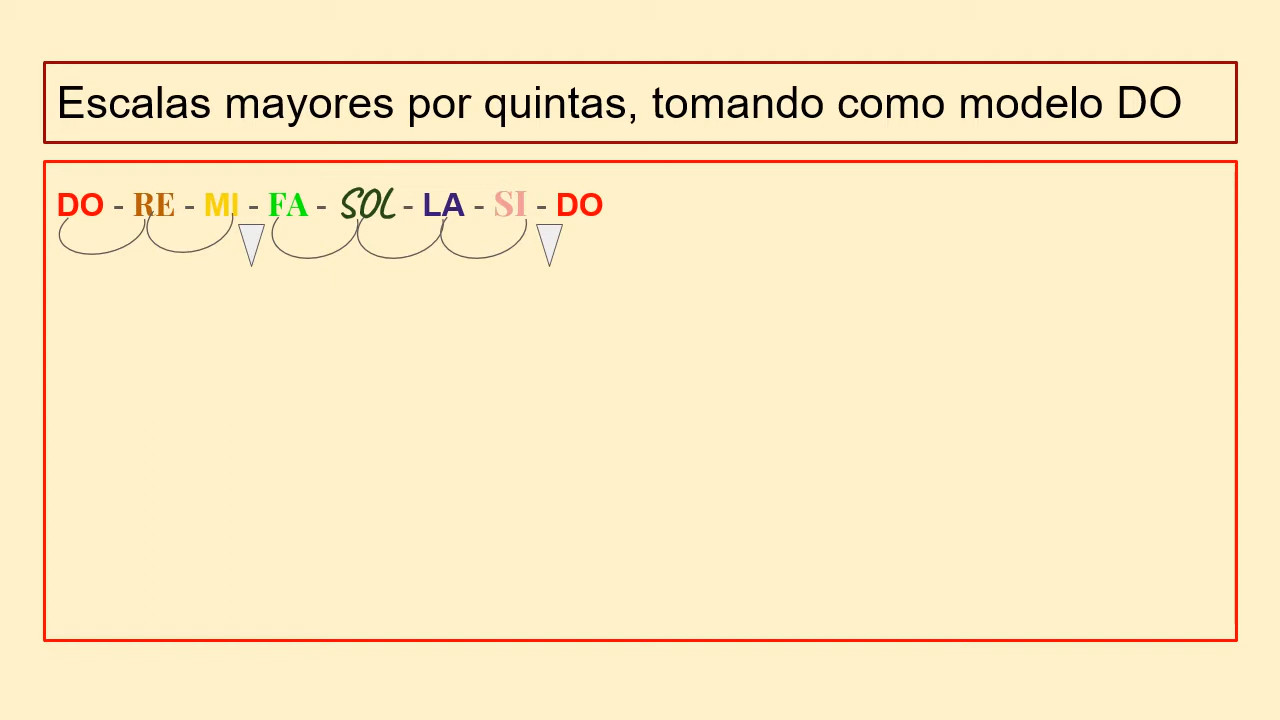 Escalas mayores por quintas, tomando como modelo DO
DO - RE - MI - FA - SOL - LA - SI - DO